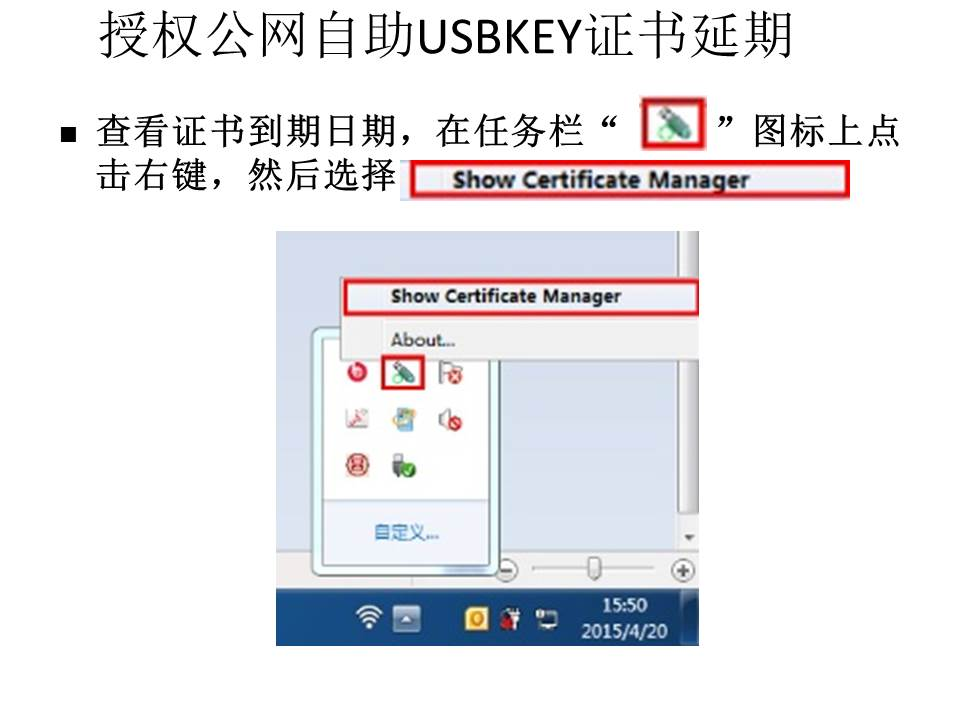 授权公网自助USBKEY证书延期
■ 查看证书到期日期，在任务栏“ ”图标上点
击右键，然后选择 Show Certificate Manager
Show Certificate Manager
About...
自定义...
15:50
2015/4/20